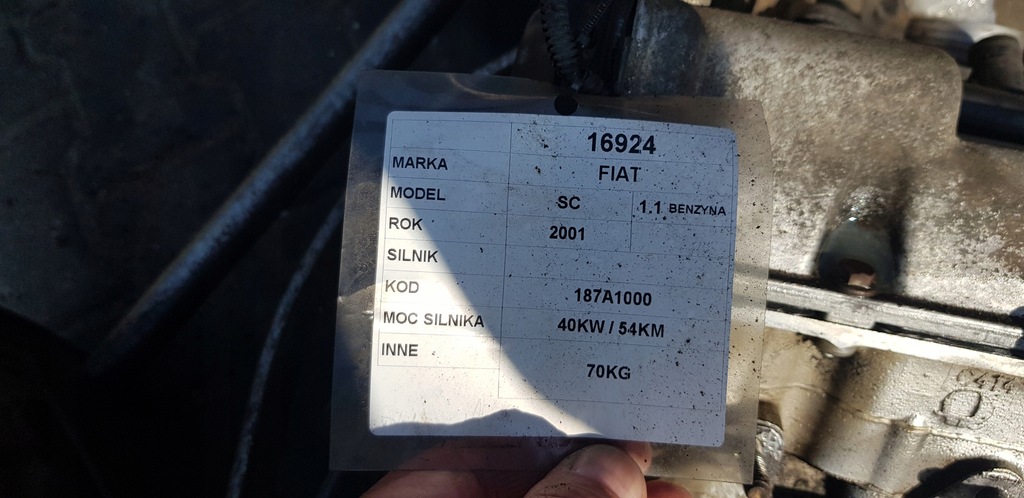 16924
MARKA FIAT
MODEL SC 1.1 BENZYNA
ROK 2001
SILNIK
KOD 187A1000
MOC SILNIKA 40KW / 54KM
INNE 70KG
C414